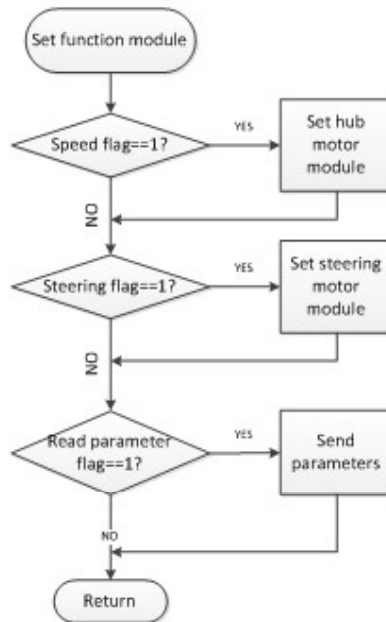 Set function module
Speed flag==1?
YES
Set hub
motor
module
NO
Steering flag==1?
YES
Set steering
motor
module
NO
Read parameter
flag==1?
YES
Send
parameters
NO
Return